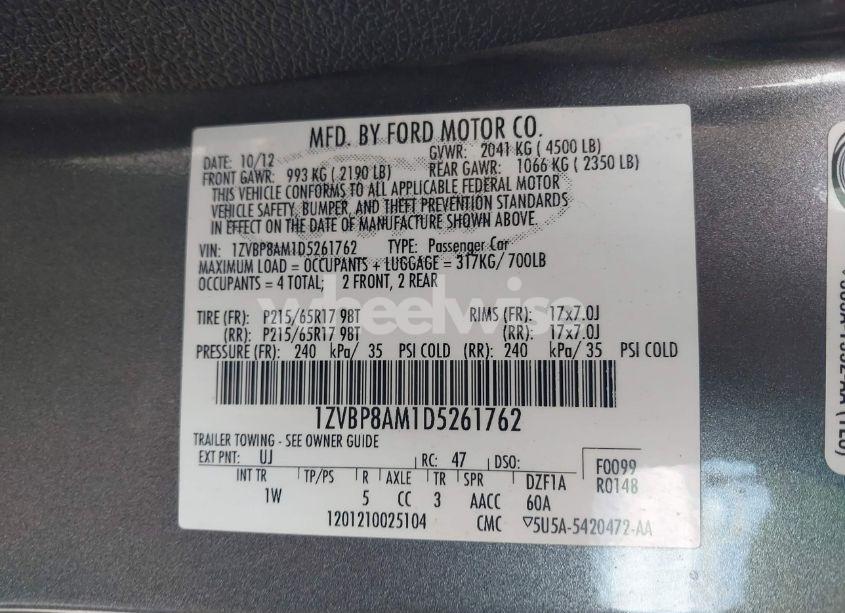 MFD. BY FORD MOTOR CO.
DATE: 10/12 GVWR: 2041 KG ( 4500 LB)
FRONT GAWR: 993 KG ( 2190 LB) REAR GAWR: 1066 KG ( 2350 LB)
THIS VEHICLE CONFORMS TO ALL APPLICABLE FEDERAL MOTOR
VEHICLE SAFETY, BUMPER, AND THEFT PREVENTION STANDARDS
IN EFFECT ON THE DATE OF MANUFACTURE SHOWN ABOVE.
VIN: 1ZVBP8AM1D5261762 TYPE: Passenger Car
MAXIMUM LOAD = OCCUPANTS + LUGGAGE = 317KG/ 700LB
OCCUPANTS = 4 TOTAL; 2 FRONT, 2 REAR
wheelwise
TIRE (FR): P215/65R17 98T RIMS (FR): 17x7.0J
(RR): P215/65R17 98T (RR): 17x7.0J
PRESSURE (FR): 240 kPa/ 35 PSI COLD (RR): 240 kPa/ 35 PSI COLD
1ZVBP8AM1D5261762
TRAILER TOWING - SEE OWNER GUIDE
EXT PNT: UJ RC: 47 DSO: F0099
INT TR TP/PS R AXLE TR SPR DZF1A R0148
1W 5 CC 3 AACC 60A
1201210025104 CMC ▽5U5A-5420472-AA